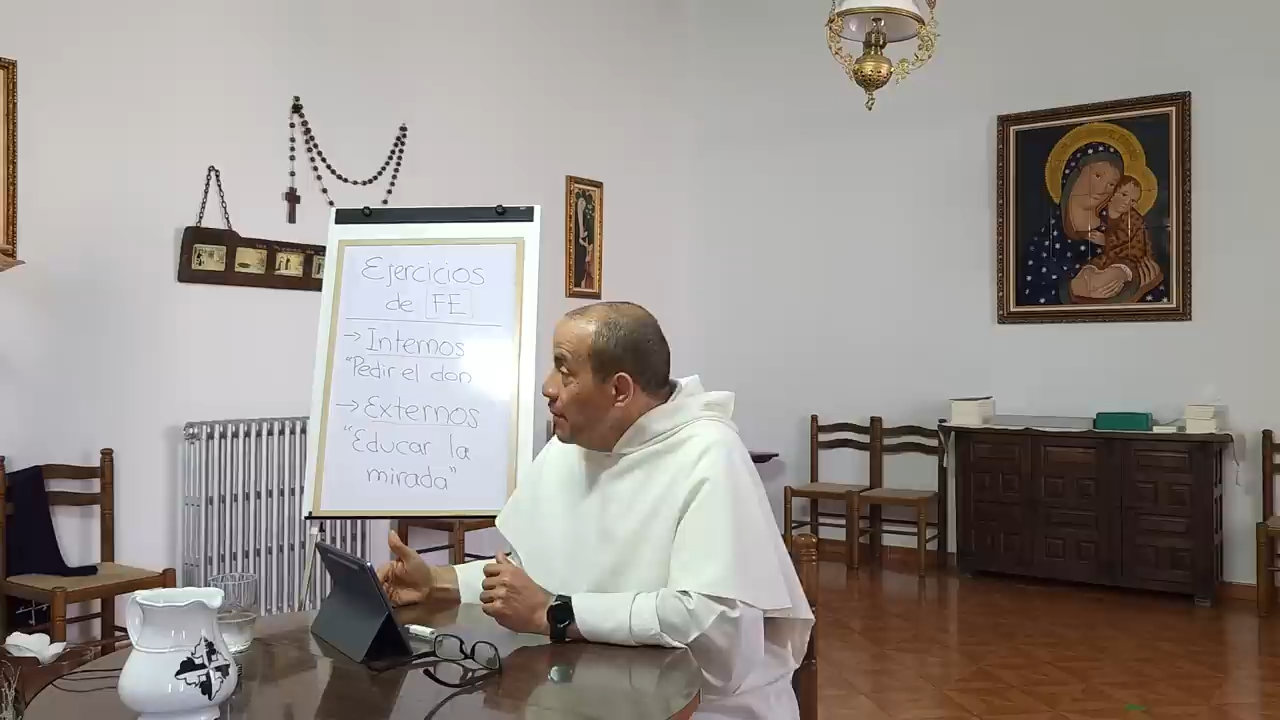 Ejercicios
de FE
→ Internos
"Pedir el don
→ Externos
"Educar la
mirada"